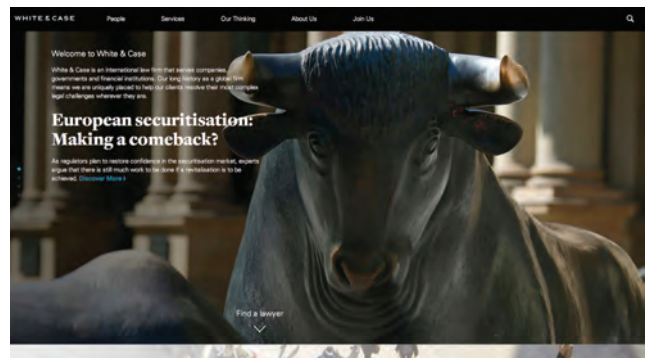 WHITE & CASE People Services Our Thinking About Us Join Us
Welcome to White & Case
White & Case is an international law firm that serves companies,
governments and financial institutions. Our long history as a global firm
means we are uniquely placed to help our clients resolve their most complex
legal challenges wherever they are.
European securitisation:
Making a comeback?
As regulators plan to restore confidence in the securitisation market, experts
argue that there is still much work to be done if a revitalisation is to be
achieved. Discover More
Find a lawyer